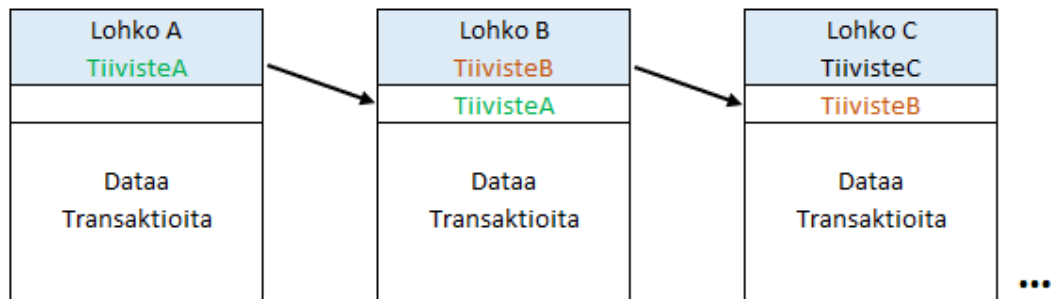 Lohko A
TiivisteA
Dataa
Transaktioita
Lohko B
TiivisteB
TiivisteA
Dataa
Transaktioita
Lohko C
TiivisteC
TiivisteB
Dataa
Transaktioita
...